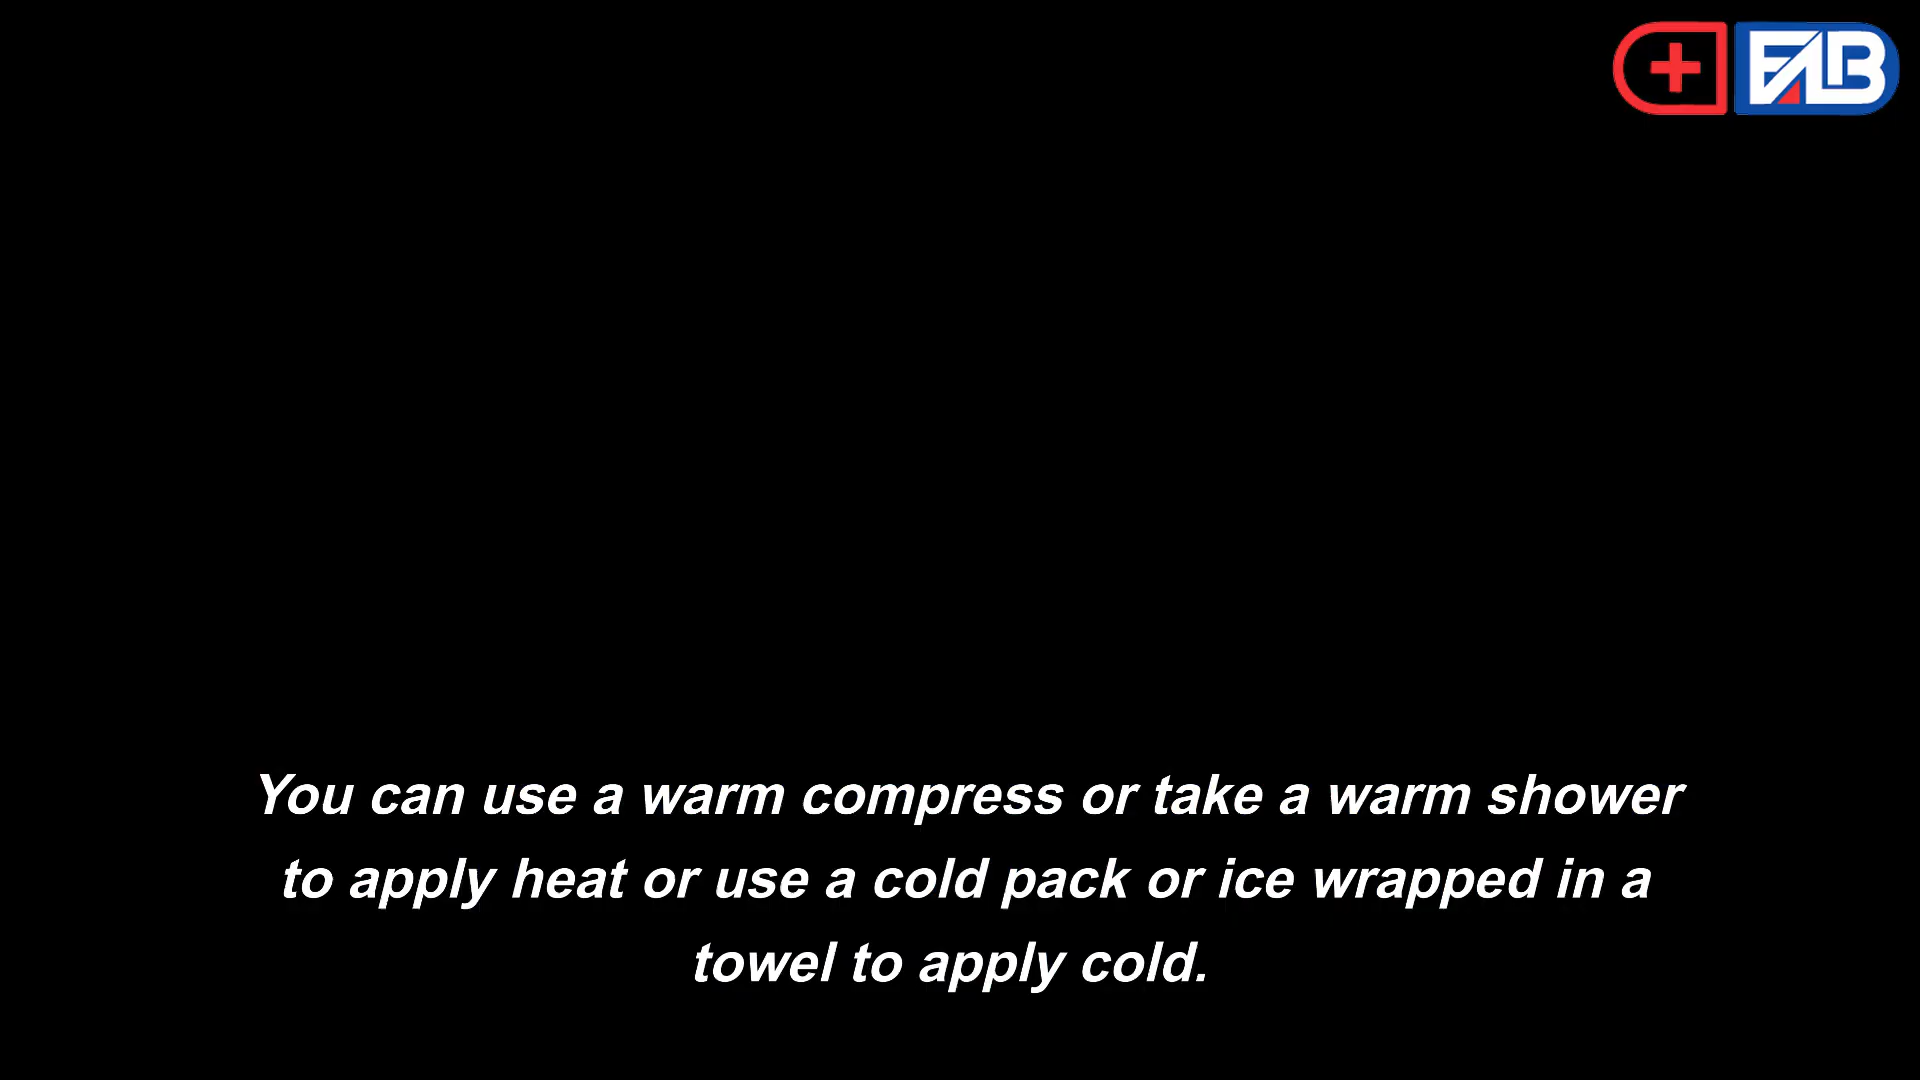 FAB
You can use a warm compress or take a warm shower
to apply heat or use a cold pack or ice wrapped in a
towel to apply cold.